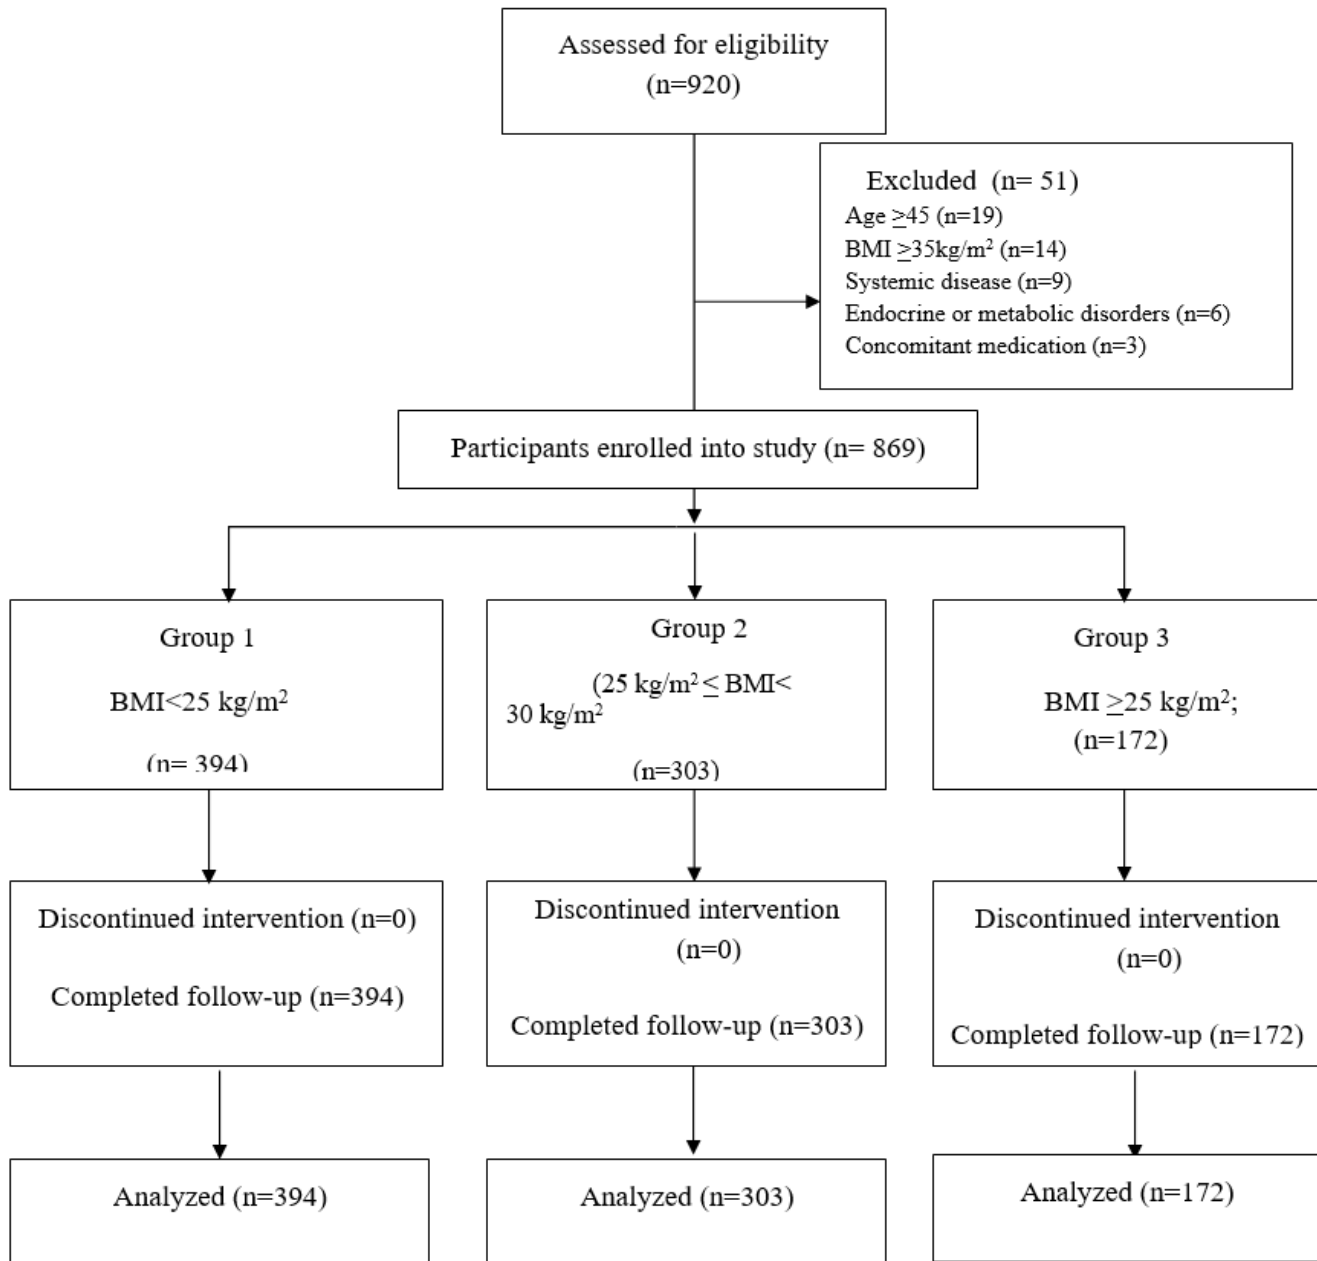 Assessed for eligibility
(n=920)
Excluded (n= 51)
Age ≥45 (n=19)
BMI ≥35kg/m² (n=14)
Systemic disease (n=9)
Endocrine or metabolic disorders (n=6)
Concomitant medication (n=3)
Participants enrolled into study (n= 869)
Group 1
BMI<25 kg/m²
(n= 394)
Group 2
(25 kg/m² ≤ BMI<
30 kg/m²
(n=303)
Group 3
BMI ≥25 kg/m²;
(n=172)
Discontinued intervention (n=0)
Completed follow-up (n=394)
Discontinued intervention
(n=0)
Completed follow-up (n=303)
Discontinued intervention
(n=0)
Completed follow-up (n=172)
Analyzed (n=394)
Analyzed (n=303)
Analyzed (n=172)